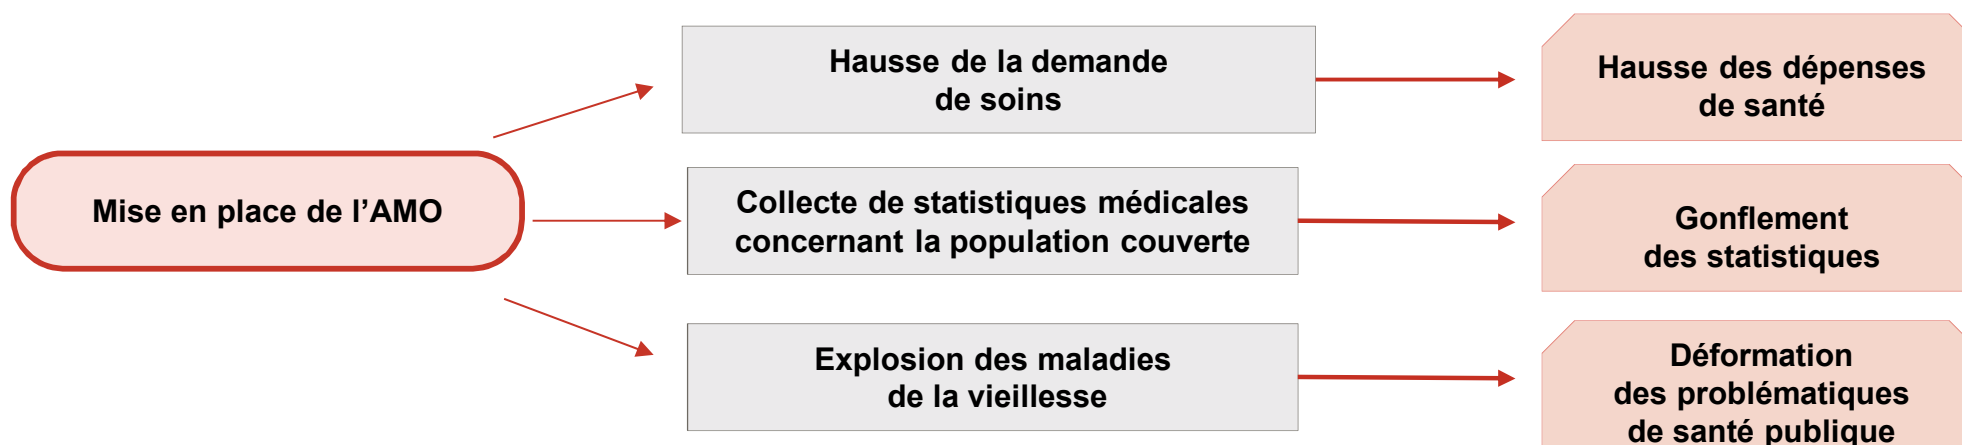 Mise en place de l’AMO
Hausse de la demande
de soins
Hausse des dépenses
de santé
Collecte de statistiques médicales
concernant la population couverte
Gonflement
des statistiques
Explosion des maladies
de la vieillesse
Déformation
des problématiques
de santé publique